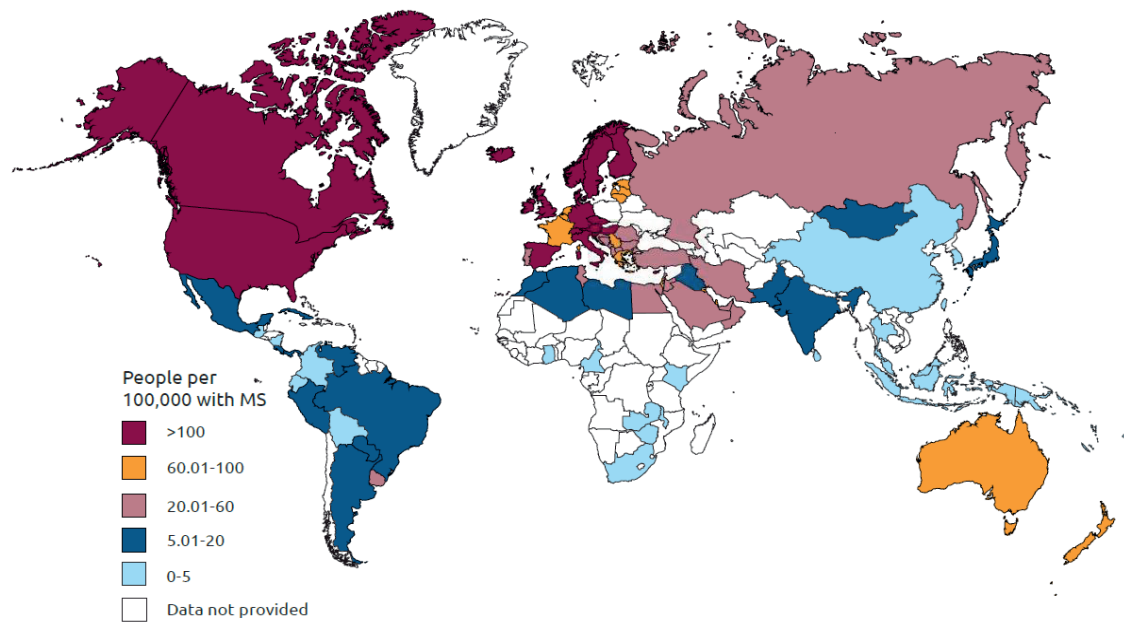 People per
100,000 with MS
>100
60.01-100
20.01-60
5.01-20
0-5
Data not provided